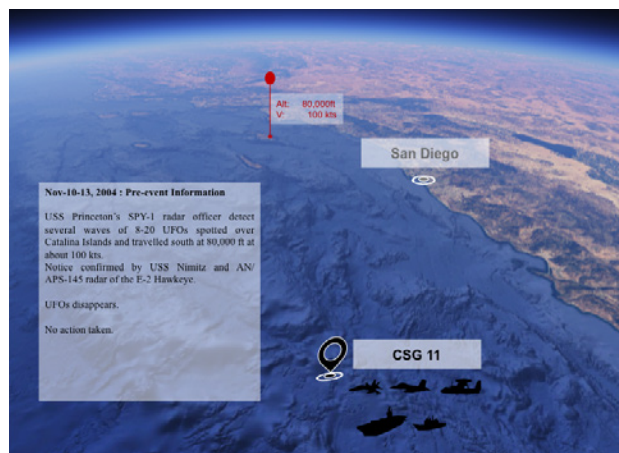 Alt: 80,000ft
V: 100 kts
San Diego
Nov-10-13, 2004 : Pre-event Information
USS Princeton's SPY-1 radar officer detect
several waves of 8-20 UFOs spotted over
Catalina Islands and travelled south at 80,000 ft at
about 100 kts.
Notice confirmed by USS Nimitz and AN/
APS-145 radar of the E-2 Hawkeye.
UFOs disappears.
No action taken.
CSG 11